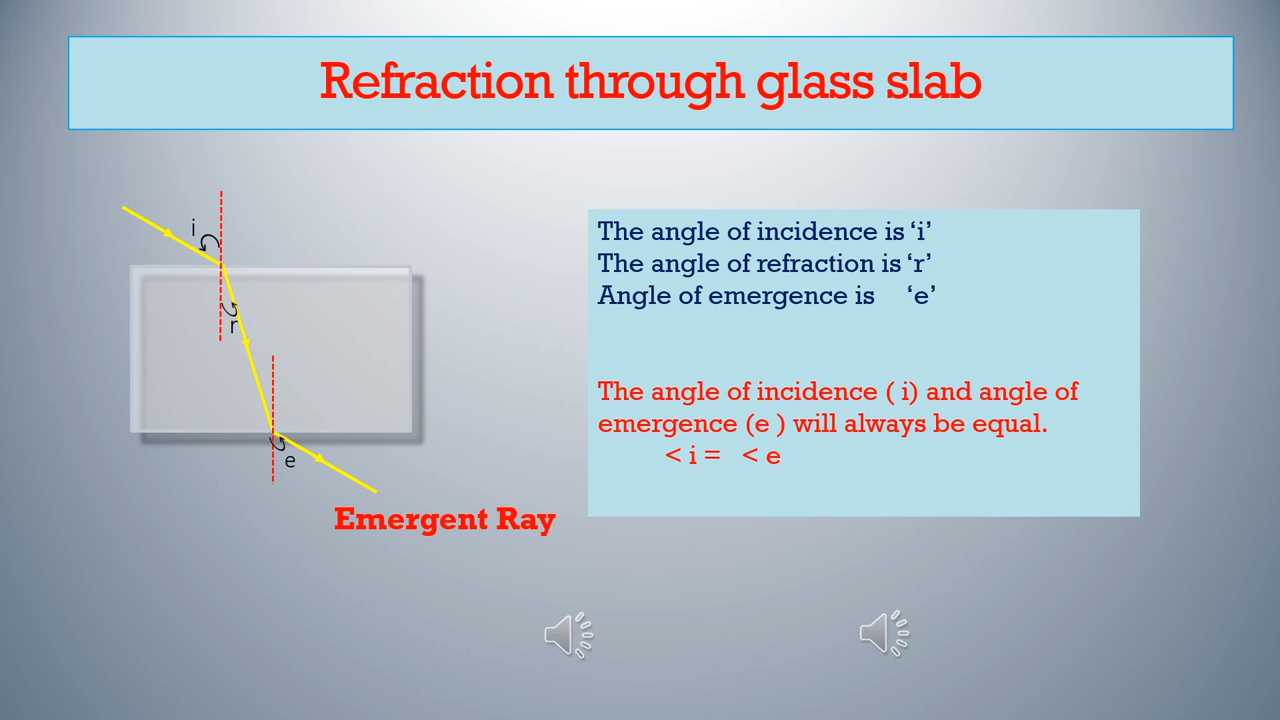 Refraction through glass slab
i
r
e
Emergent Ray
The angle of incidence is ‘i’
The angle of refraction is ‘r’
Angle of emergence is ‘e’
The angle of incidence ( i) and angle of
emergence (e ) will always be equal.
< i = < e